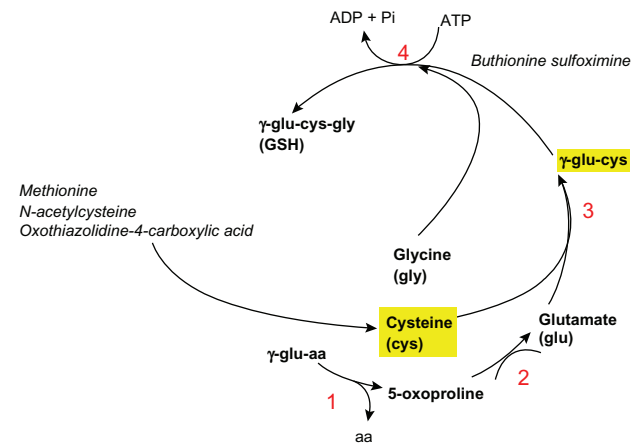 ADP + Pi
ATP
4
Buthionine sulfoximine
γ-glu-cys-gly
(GSH)
γ-glu-cys
Methionine
N-acetylcysteine
Oxothiazolidine-4-carboxylic acid
3
Glycine
(gly)
Cysteine
(cys)
Glutamate
(glu)
γ-glu-aa
5-oxoproline
2
1
aa